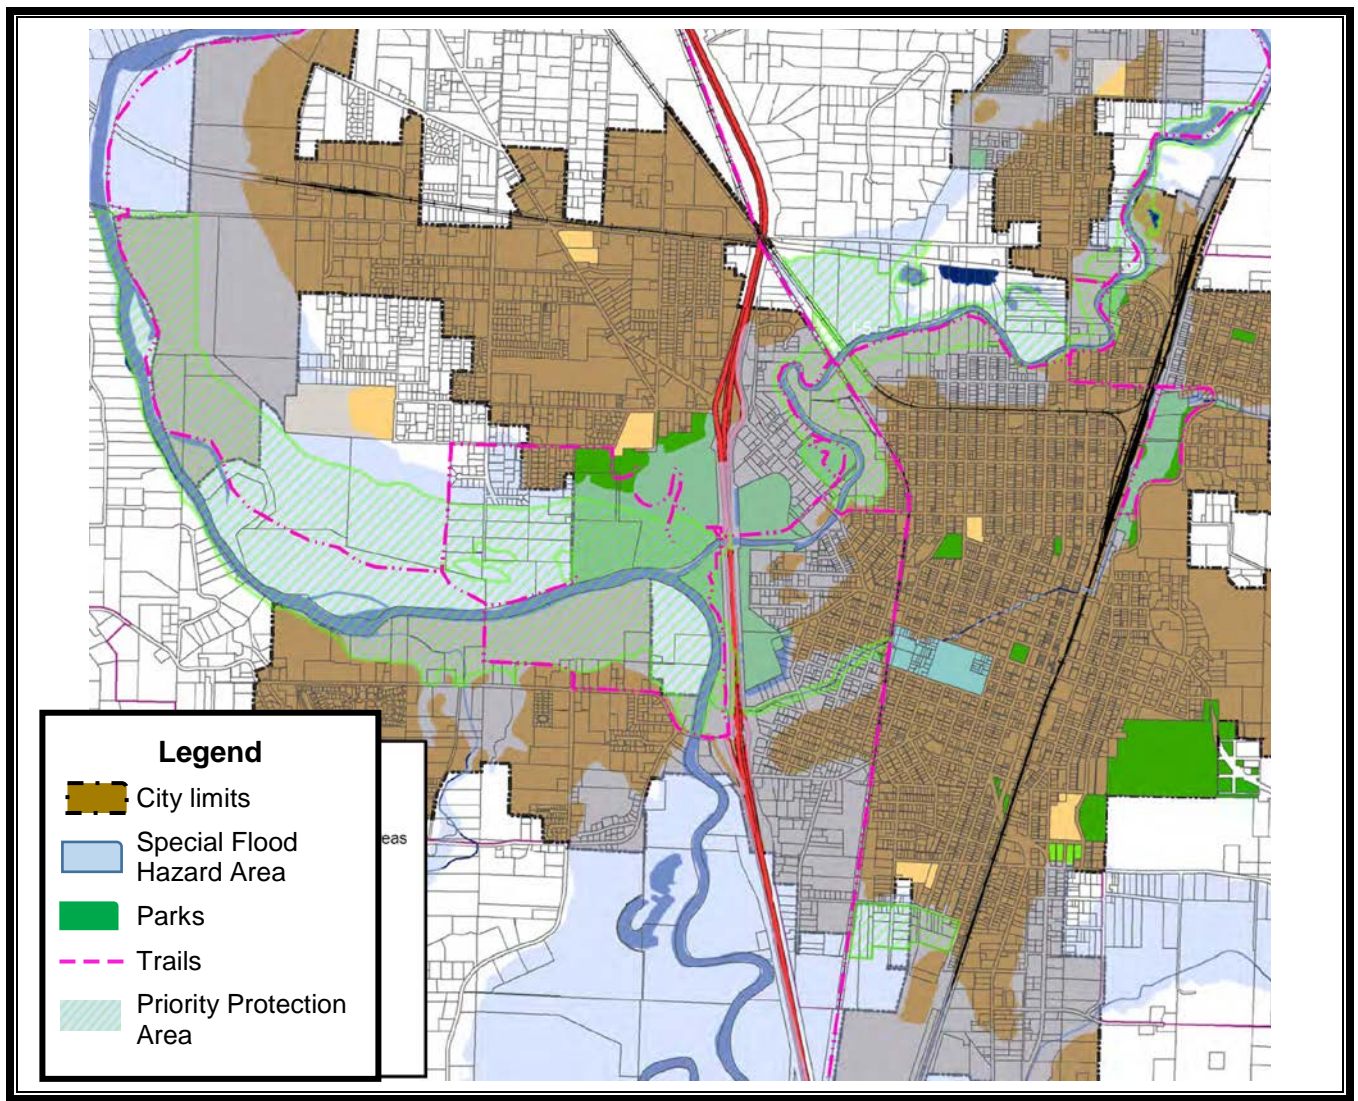 Legend
City limits
Special Flood
Hazard Area
Parks
Trails
Priority Protection
Area
eas